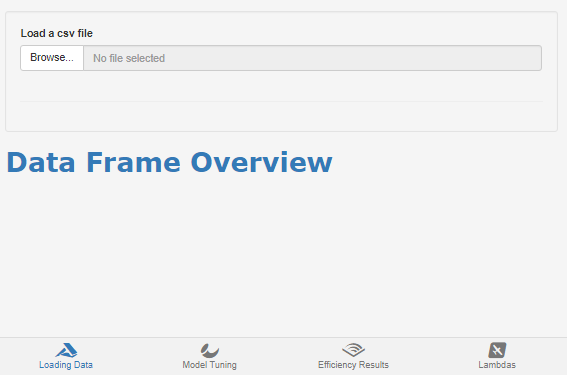 Load a csv file
Browse... No file selected
Data Frame Overview
Loading Data Model Tuning Efficiency Results Lambdas